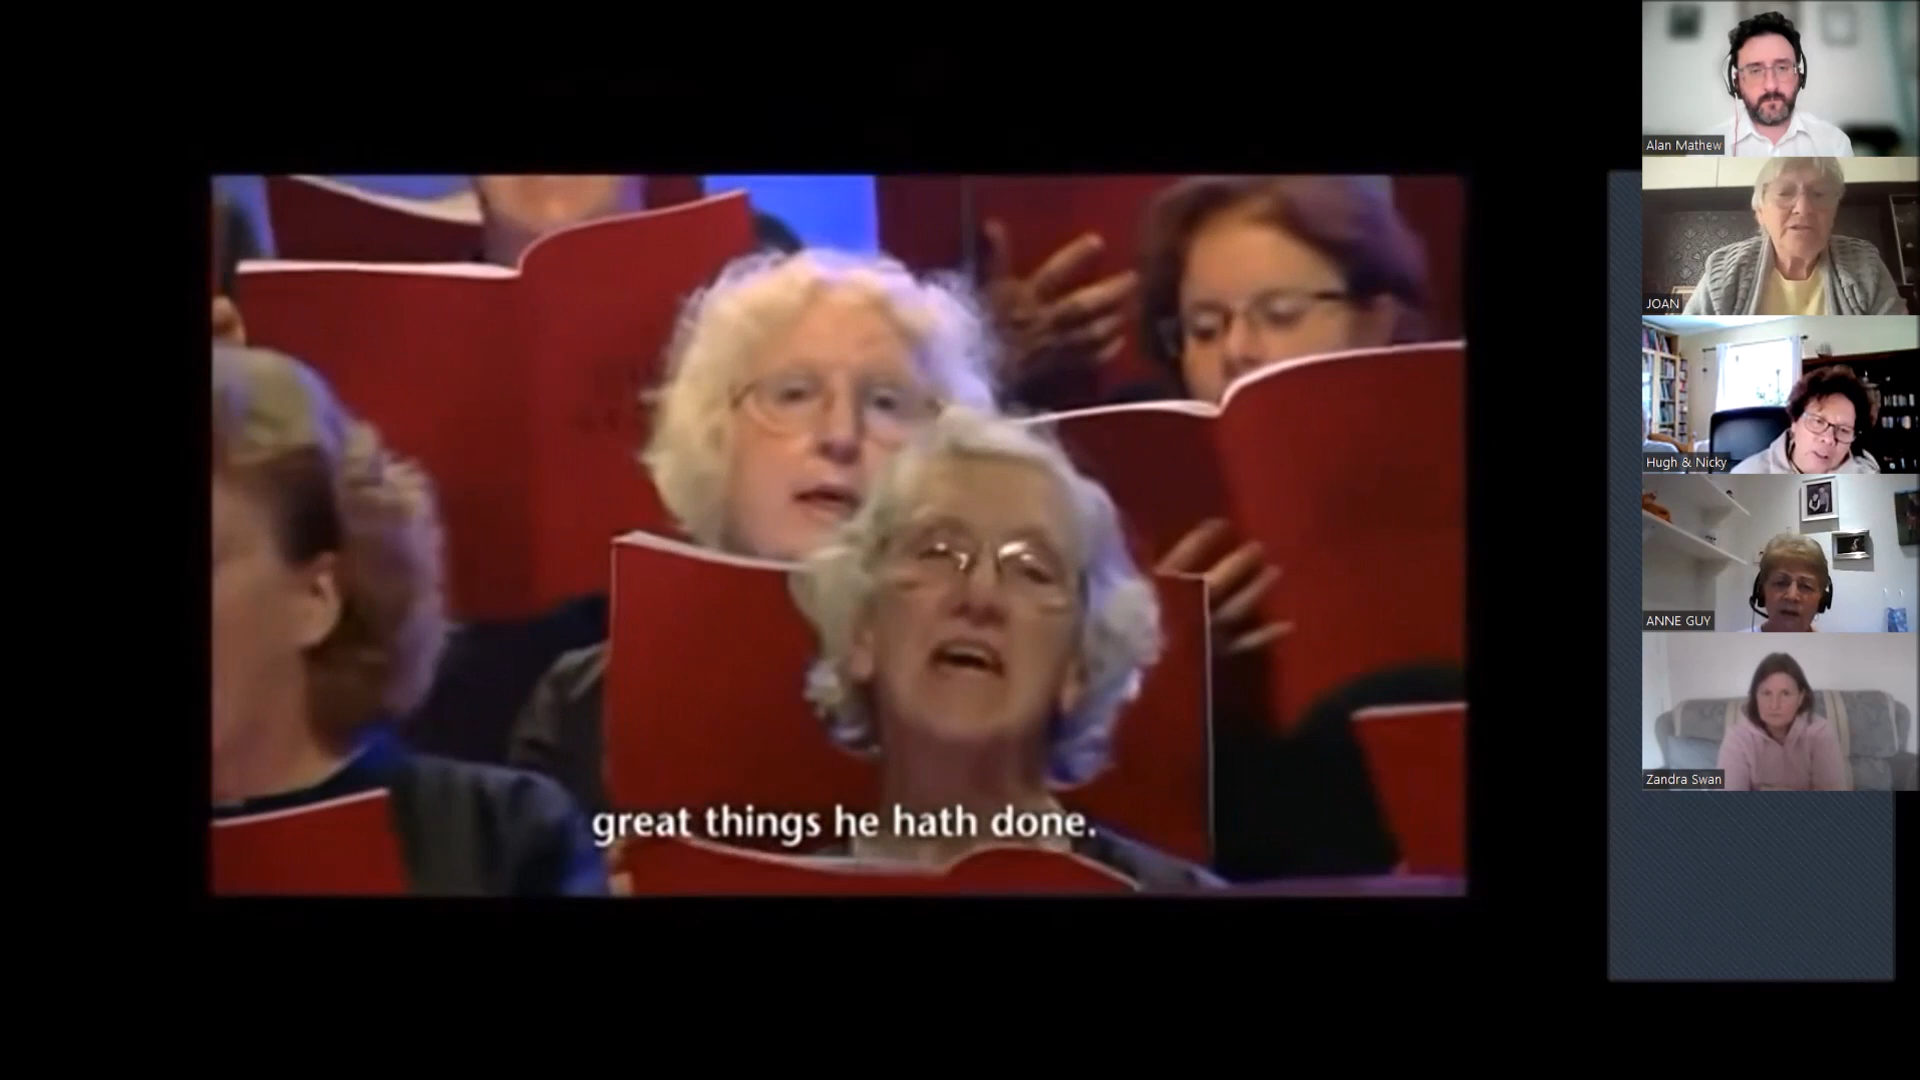 Alan Mathew
JOAN
Hugh & Nicky
ANNE GUY
Zandra Swan
great things he hath done.